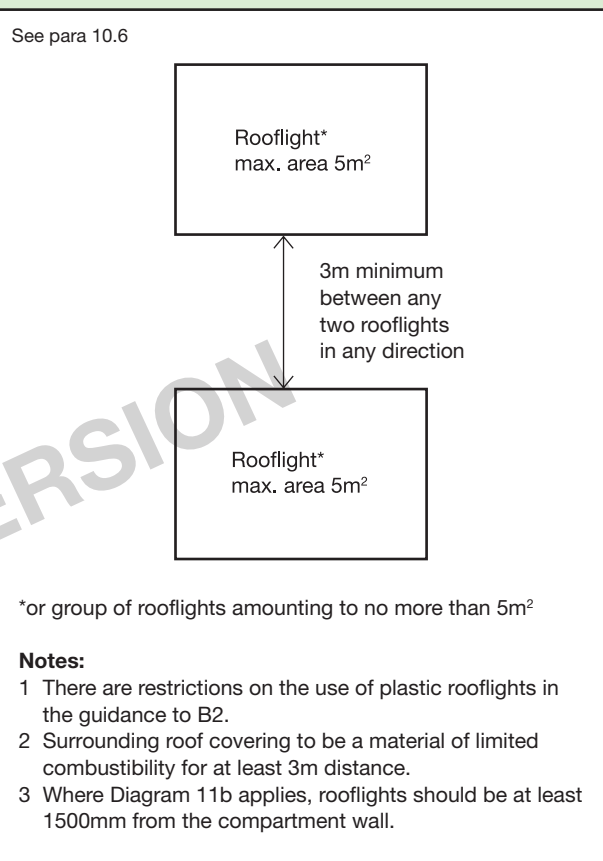 See para 10.6
Rooflight*
max. area 5m²
3m minimum
between any
two rooflights
in any direction
ERSION
Rooflight*
max. area 5m²
*or group of rooflights amounting to no more than 5m²
Notes:
1 There are restrictions on the use of plastic rooflights in
the guidance to B2.
2 Surrounding roof covering to be a material of limited
combustibility for at least 3m distance.
3 Where Diagram 11b applies, rooflights should be at least
1500mm from the compartment wall.